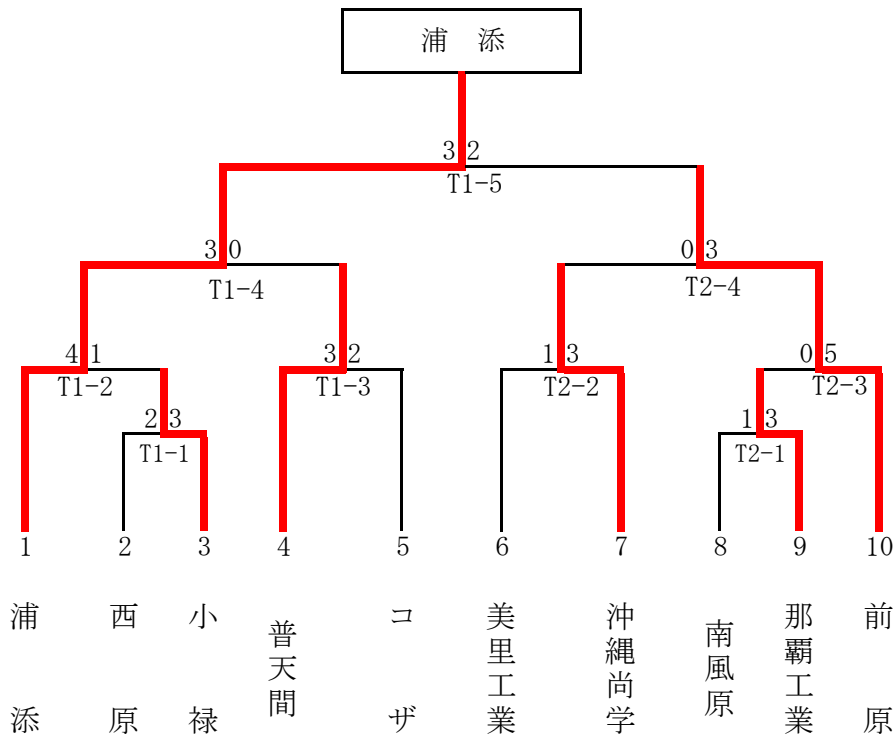 浦 添
3 2
T1-5
3 0
0 3
T1-4
T2-4
4 1
3 2
1 3
0 5
T1-2
T1-3
T2-2
T2-3
2 3
1 3
T1-1
T2-1
1 2 3 4 5 6 7 8 9 10
浦添
西原
小禄
普天間
コザ
美里工業
沖縄尚学
南風原
那覇工業
前原